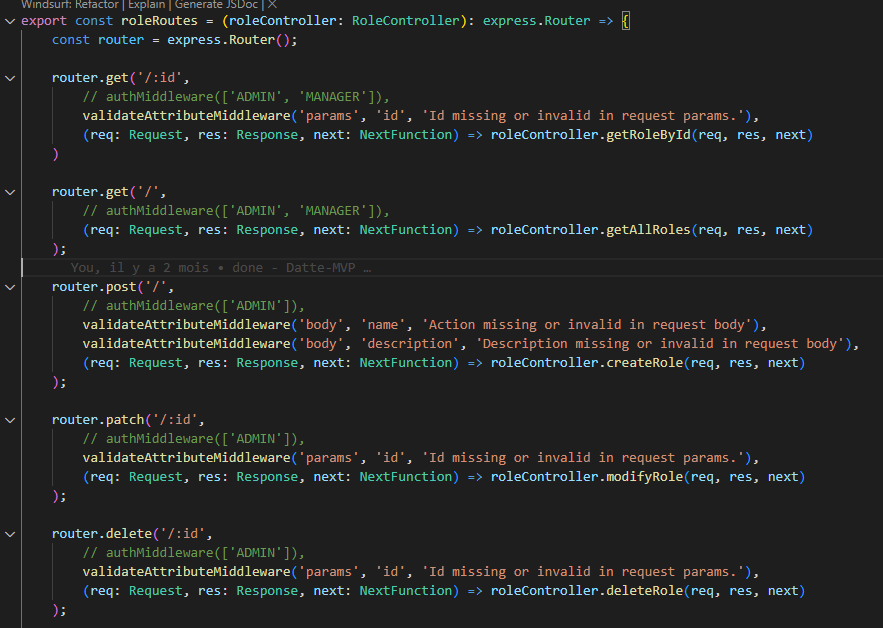 Windsurf: Refactor | Explain | Generate JSDoc | X
export const roleRoutes = (roleController: RoleController): express.Router => {
    const router = express.Router();
    router.get('/:id',
        // authMiddleware(['ADMIN', 'MANAGER']),
        validateAttributeMiddleware('params', 'id', 'Id missing or invalid in request params.'),
        (req: Request, res: Response, next: NextFunction) => roleController.getRoleById(req, res, next)
    )
    router.get('/',
        // authMiddleware(['ADMIN', 'MANAGER']),
        (req: Request, res: Response, next: NextFunction) => roleController.getAllRoles(req, res, next)
    );
You, il y a 2 mois • done - Datte-MVP …
    router.post('/',
        // authMiddleware(['ADMIN']),
        validateAttributeMiddleware('body', 'name', 'Action missing or invalid in request body'),
        validateAttributeMiddleware('body', 'description', 'Description missing or invalid in request body'),
        (req: Request, res: Response, next: NextFunction) => roleController.createRole(req, res, next)
    );
    router.patch('/:id',
        // authMiddleware(['ADMIN']),
        validateAttributeMiddleware('params', 'id', 'Id missing or invalid in request params.'),
        (req: Request, res: Response, next: NextFunction) => roleController.modifyRole(req, res, next)
    );
    router.delete('/:id',
        // authMiddleware(['ADMIN']),
        validateAttributeMiddleware('params', 'id', 'Id missing or invalid in request params.'),
        (req: Request, res: Response, next: NextFunction) => roleController.deleteRole(req, res, next)
    );